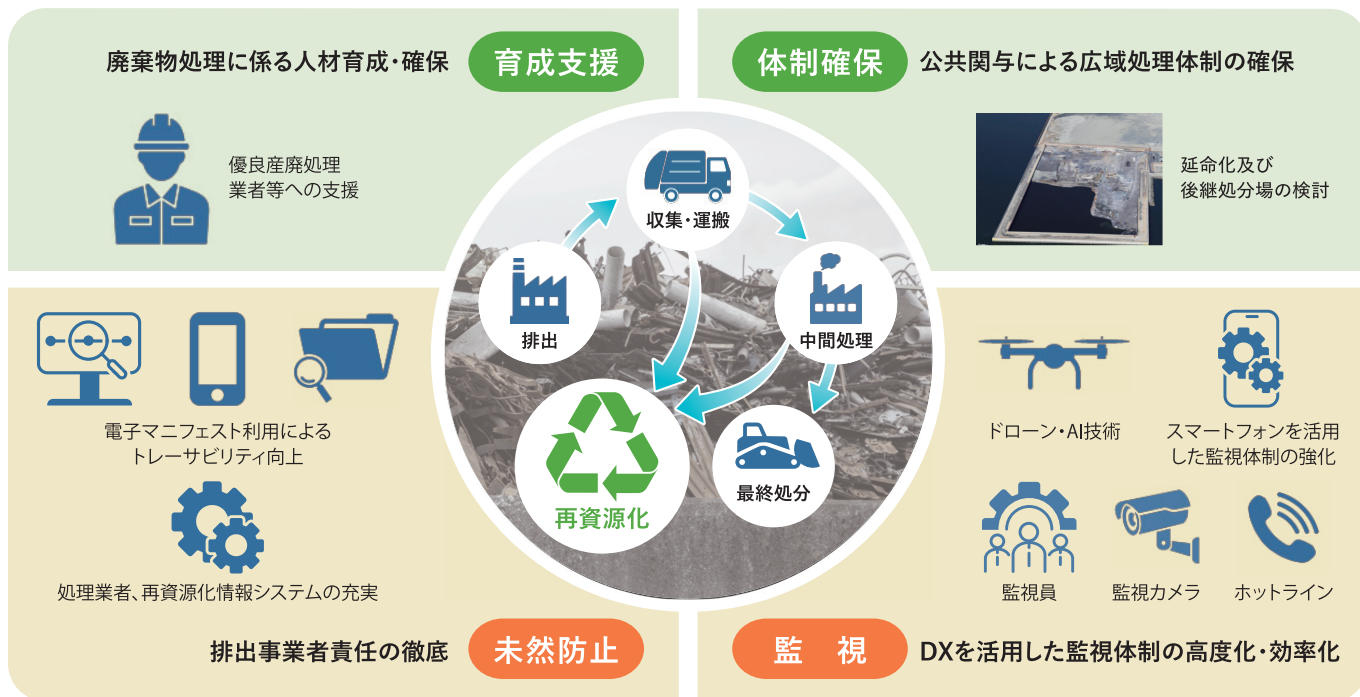 廃棄物処理に係る人材育成・確保
育成支援
優良産廃処理
業者等への支援
体制確保
公共関与による広域処理体制の確保
延命化及び
後継処分場の検討
収集・運搬
排出
中間処理
再資源化
最終処分
電子マニフェスト利用による
トレーサビリティ向上
処理業者、再資源化情報システムの充実
排出事業者責任の徹底
未然防止
ドローン・AI技術
スマートフォンを活用
した監視体制の強化
監視員
監視カメラ
ホットライン
監　視
DXを活用した監視体制の高度化・効率化